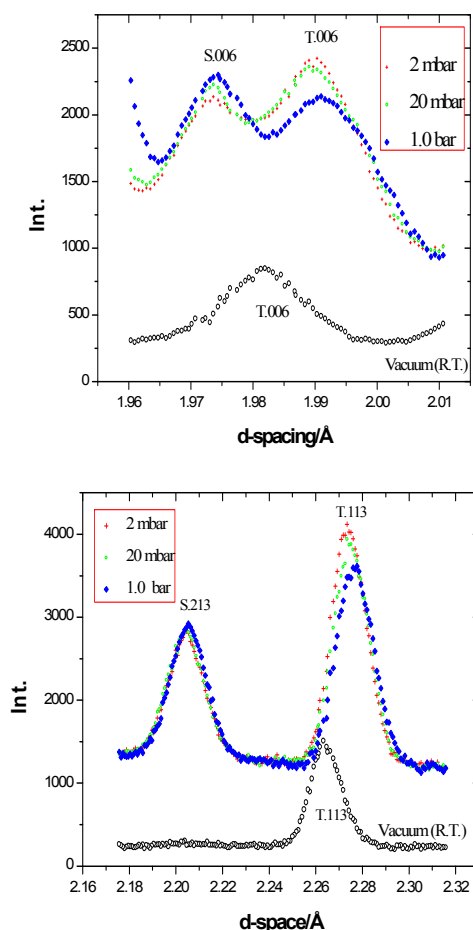 S.006
T.006
2 mbar
20 mbar
1.0 bar
2500
2000
1500
1000
500
0
Int.
T.006
Vacuum (R.T.)
1.96
1.97
1.98
1.99
2.00
2.01
d-spacing/Å
2 mbar
20 mbar
1.0 bar
T.113
S.213
4000
3000
2000
1000
0
Int.
T.113
Vacuum (R.T.)
2.16
2.18
2.20
2.22
2.24
2.26
2.28
2.30
2.32
d-space/Å